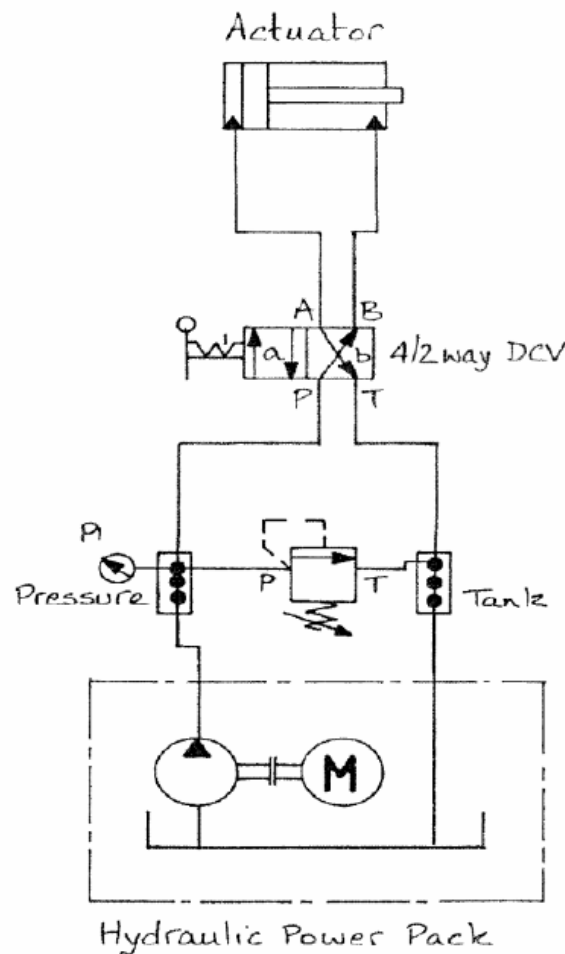 Actuator
A B
a b 4/2 way DCV
P T
P1
P T
Pressure Tank
M
Hydraulic Power Pack